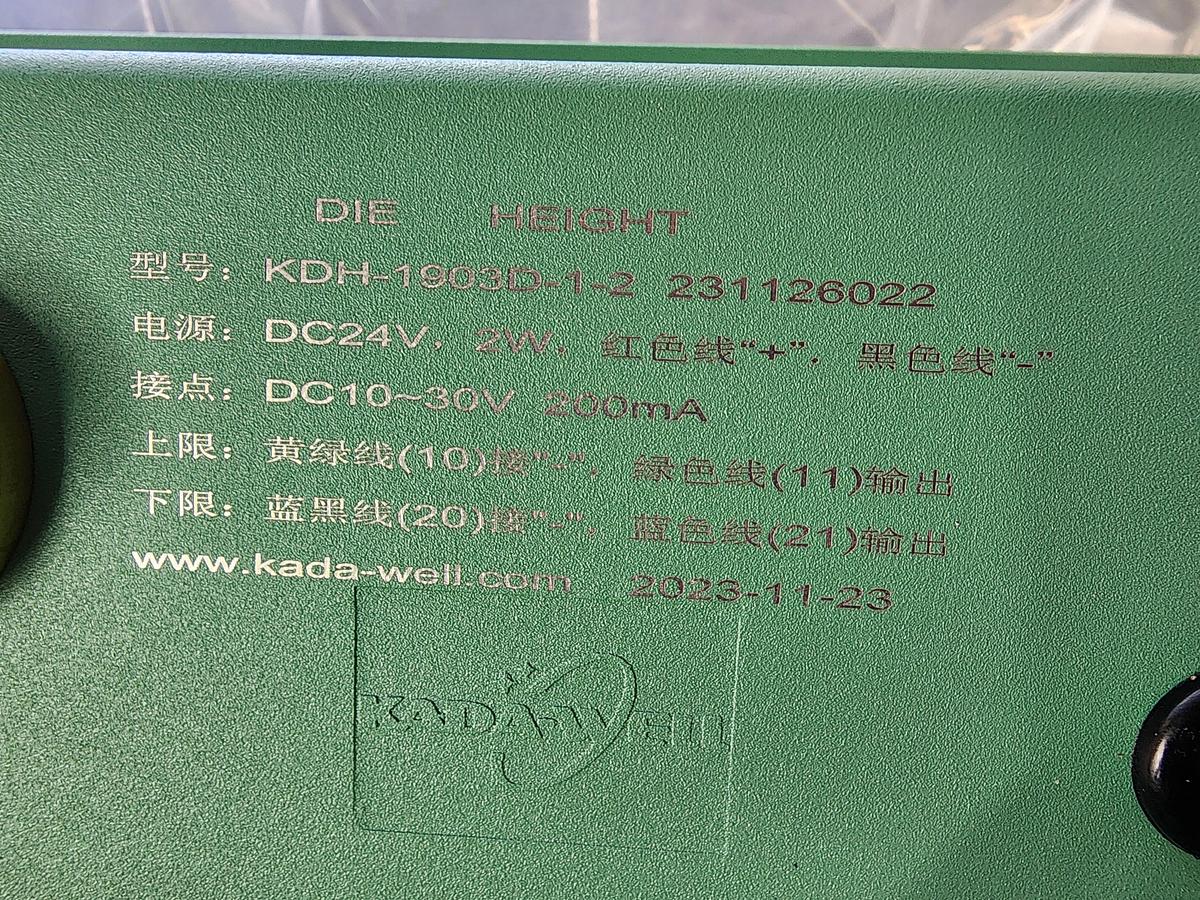 DIE HEIGHT
型号：KDH-1903D-1-2 231126022
电源：DC24V，2W，红色线“+”，黑色线“-”
接点：DC10~30V 200mA
上限：黄绿线(10)接“-”，绿色线(11)输出
下限：蓝黑线(20)接“-”，蓝色线(21)输出
www.kada-well.com 2023-11-23
KADA-Well